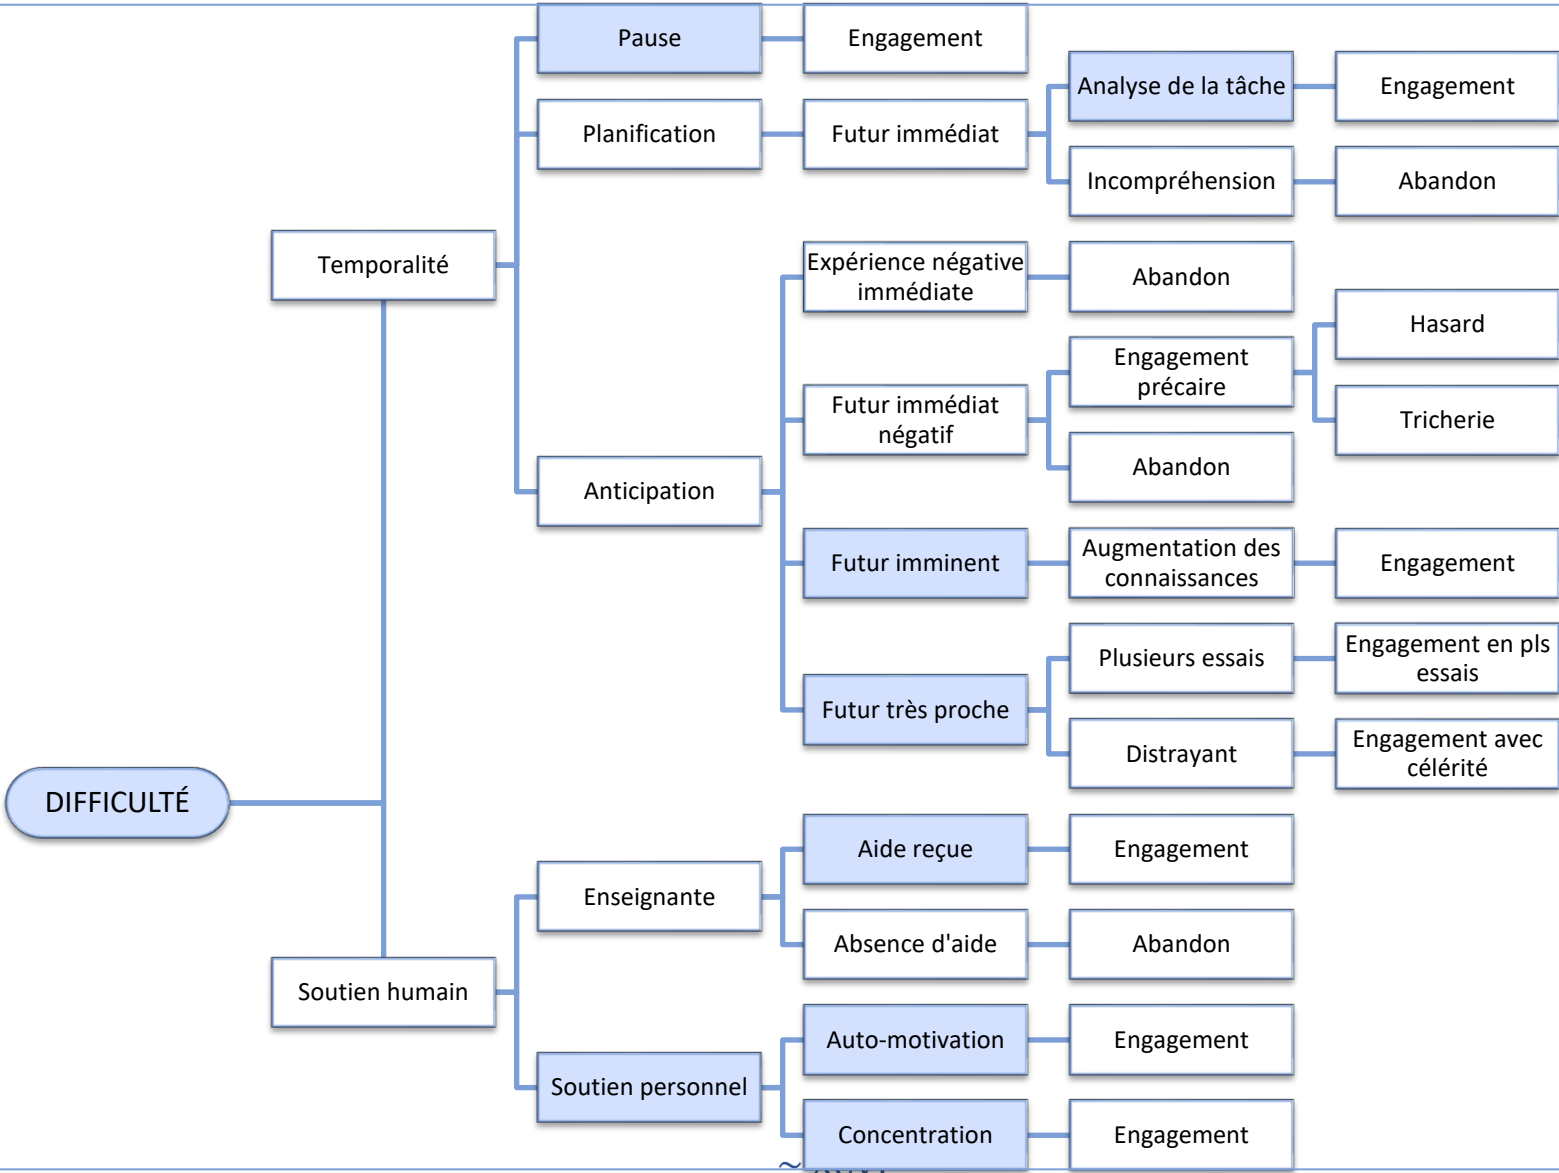 Pause
Engagement
Analyse de la tâche
Engagement
Planification
Futur immédiat
Incompréhension
Abandon
Temporalité
Expérience négative
immédiate
Abandon
Hasard
Engagement
précaire
Futur immédiat
négatif
Tricherie
Abandon
Anticipation
Futur imminent
Augmentation des
connaissances
Engagement
Plusieurs essais
Engagement en pls
essais
Futur très proche
Distrayant
Engagement avec
célérité
DIFFICULTÉ
Aide reçue
Engagement
Enseignante
Absence d'aide
Abandon
Soutien humain
Auto-motivation
Engagement
Soutien personnel
Concentration
Engagement